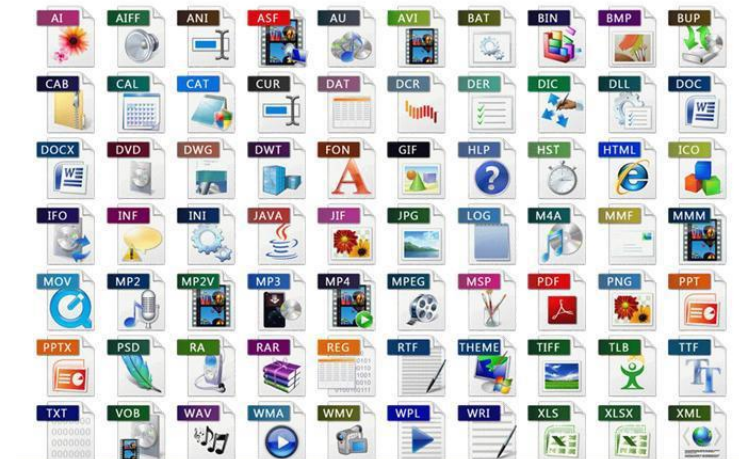 AI AIFF ANI ASF AU AVI BAT BIN BMP BUP
CAB CAL CAT CUR DAT DCR DER DIC DLL DOC
DOCX DVD DWG DWT FON GIF HLP HST HTML ICO
IFO INF INI JAVA JIF JPG LOG M4A MMF MMM
MOV MP2 MP2V MP3 MP4 MPEG MSP PDF PNG PPT
PPTX PSD RA RAR REG RTF THEME TIFF TLB TTF
TXT VOB WAV WMA WMV WPL WRI XLS XLSX XML